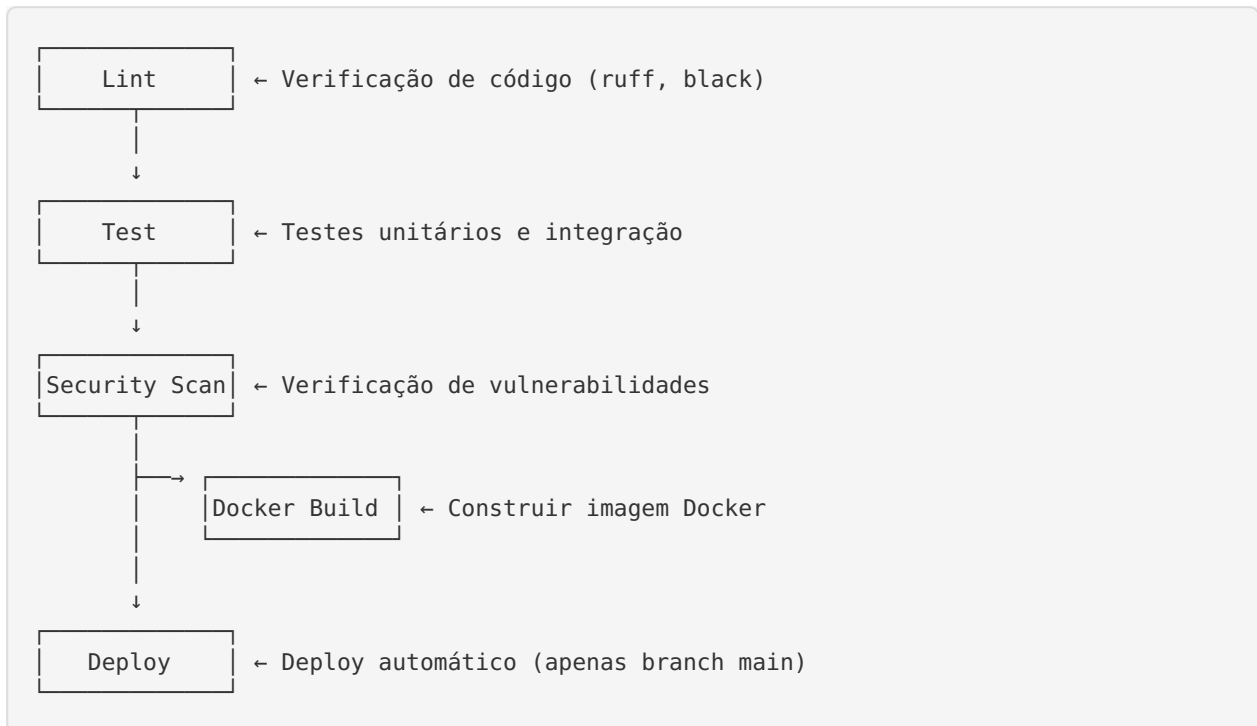 Lint ← Verificação de código (ruff, black)
↓
Test ← Testes unitários e integração
↓
Security Scan ← Verificação de vulnerabilidades
→
Docker Build ← Construir imagem Docker
↓
Deploy ← Deploy automático (apenas branch main)